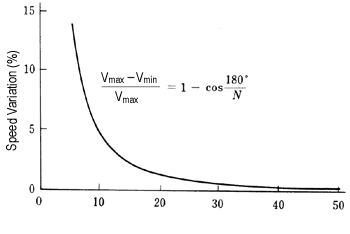 15
10
5
0
Speed Variation (%)
Vmax – Vmin / Vmax = 1 – cos 180° / N
0 10 20 30 40 50